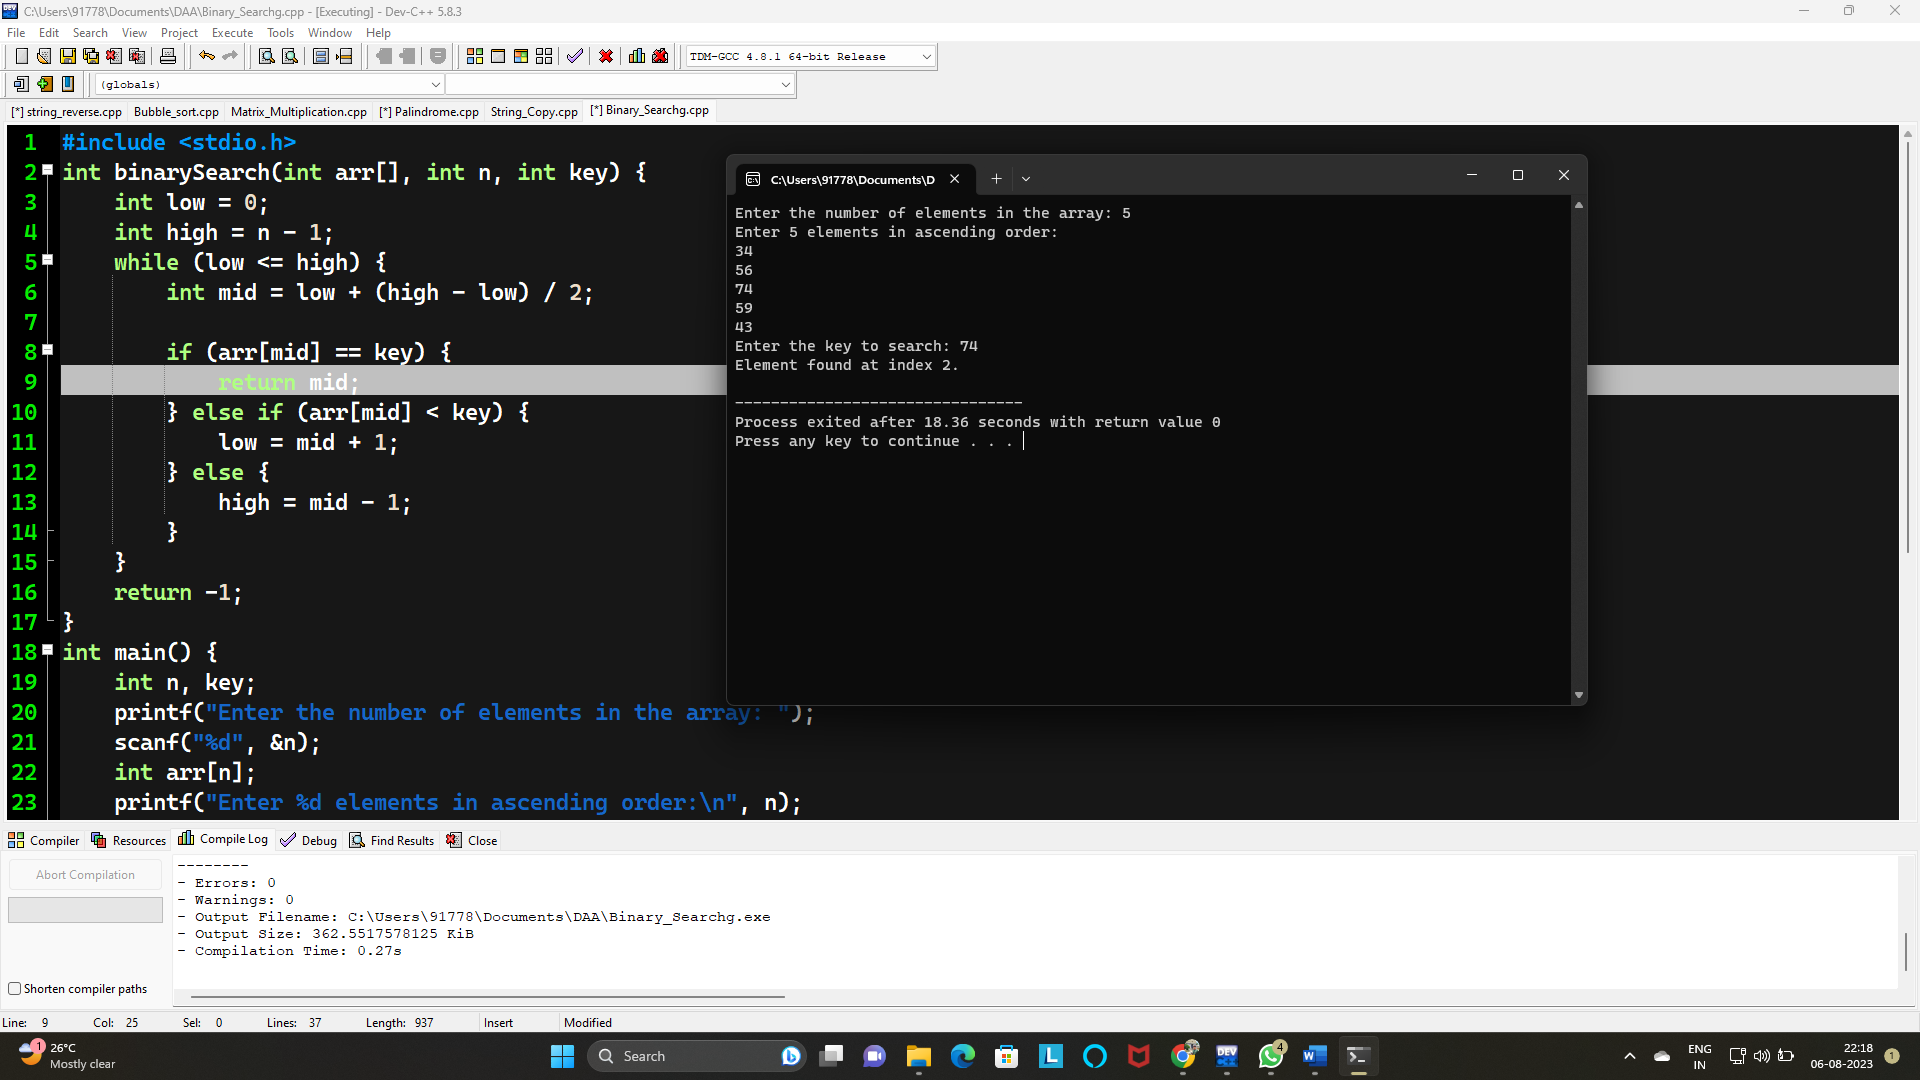 C:\Users\91778\Documents\DAA\Binary_Searchg.cpp - [Executing] - Dev-C++ 5.8.3
File Edit Search View Project Execute Tools Window Help
TDM-GCC 4.8.1 64-bit Release
(globals)
[*] string_reverse.cpp Bubble_sort.cpp Matrix_Multiplication.cpp [*] Palindrome.cpp String_Copy.cpp [*] Binary_Searchg.cpp
1 #include <stdio.h>
2 int binarySearch(int arr[], int n, int key) {
3 int low = 0;
4 int high = n - 1;
5 while (low <= high) {
6 int mid = low + (high - low) / 2;
7
8 if (arr[mid] == key) {
9 return mid;
10 } else if (arr[mid] < key) {
11 low = mid + 1;
12 } else {
13 high = mid - 1;
14 }
15 }
16 return -1;
17 }
18 int main() {
19 int n, key;
20 printf("Enter the number of elements in the array: ");
21 scanf("%d", &n);
22 int arr[n];
23 printf("Enter %d elements in ascending order:\n", n);
C:\Users\91778\Documents\D
Enter the number of elements in the array: 5
Enter 5 elements in ascending order:
34
56
74
59
43
Enter the key to search: 74
Element found at index 2.
--------------------------------
Process exited after 18.36 seconds with return value 0
Press any key to continue . . .
Compiler Resources Compile Log Debug Find Results Close
Abort Compilation
Shorten compiler paths
--------
- Errors: 0
- Warnings: 0
- Output Filename: C:\Users\91778\Documents\DAA\Binary_Searchg.exe
- Output Size: 362.5517578125 KiB
- Compilation Time: 0.27s
Line: 9 Col: 25 Sel: 0 Lines: 37 Length: 937 Insert Modified
1
26°C
Mostly clear
Search
DEV
4
ENG
IN
22:18
06-08-2023
1